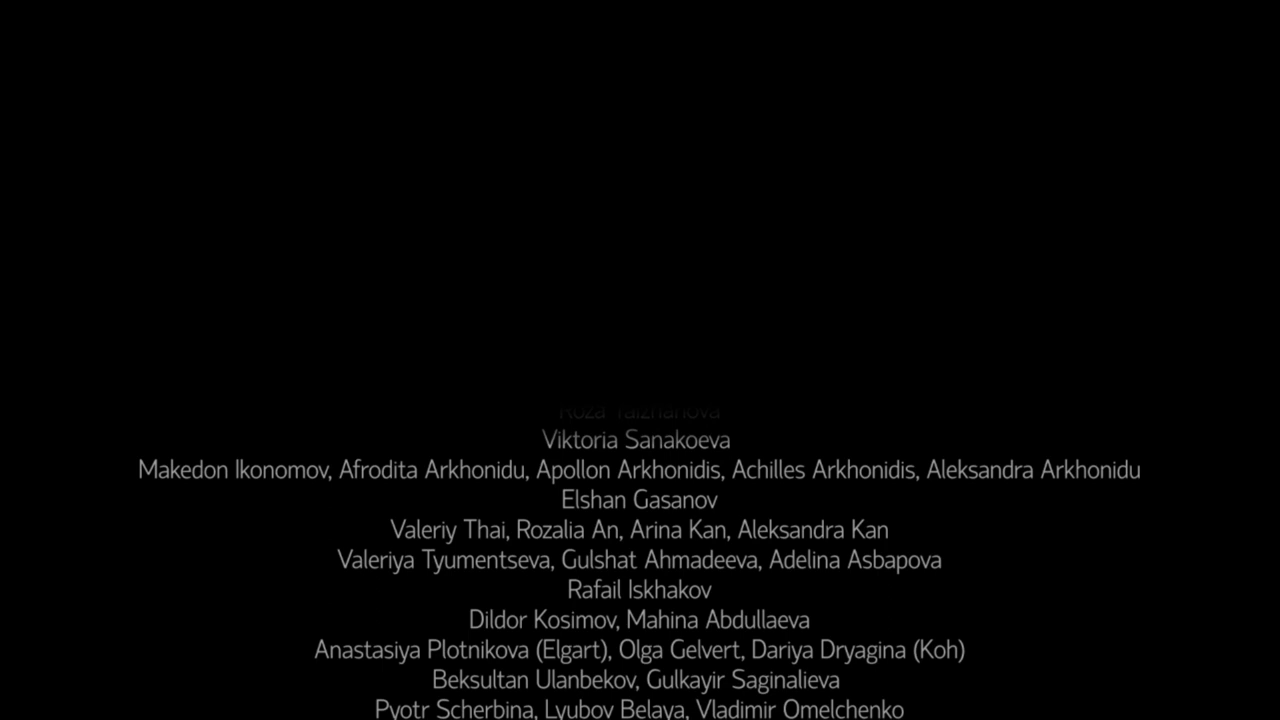 Roza Taizhanova
Viktoria Sanakoeva
Makedon Ikonomov, Afrodita Arkhonidu, Apollon Arkhonidis, Achilles Arkhonidis, Aleksandra Arkhonidu
Elshan Gasanov
Valeriy Thai, Rozalia An, Arina Kan, Aleksandra Kan
Valeriya Tyumentseva, Gulshat Ahmadeeva, Adelina Asbapova
Rafail Iskhakov
Dildor Kosimov, Mahina Abdullaeva
Anastasiya Plotnikova (Elgart), Olga Gelvert, Dariya Dryagina (Koh)
Beksultan Ulanbekov, Gulkayir Saginalieva
Pyotr Scherbina, Lyubov Belaya, Vladimir Omelchenko